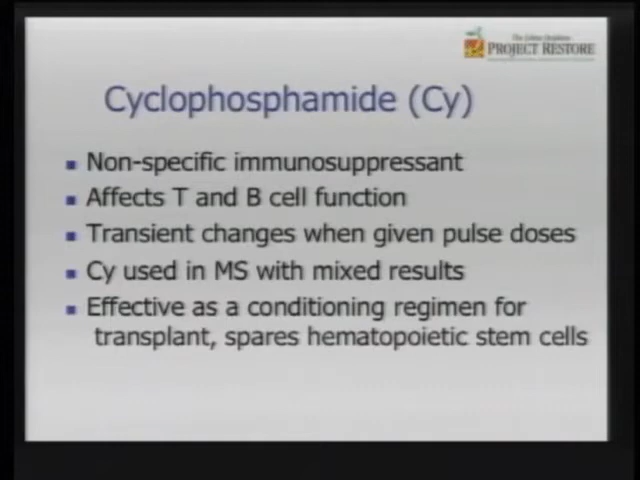 PROJECT RESTORE
Cyclophosphamide (Cy)
Non-specific immunosuppressant
Affects T and B cell function
Transient changes when given pulse doses
Cy used in MS with mixed results
Effective as a conditioning regimen for
transplant, spares hematopoietic stem cells